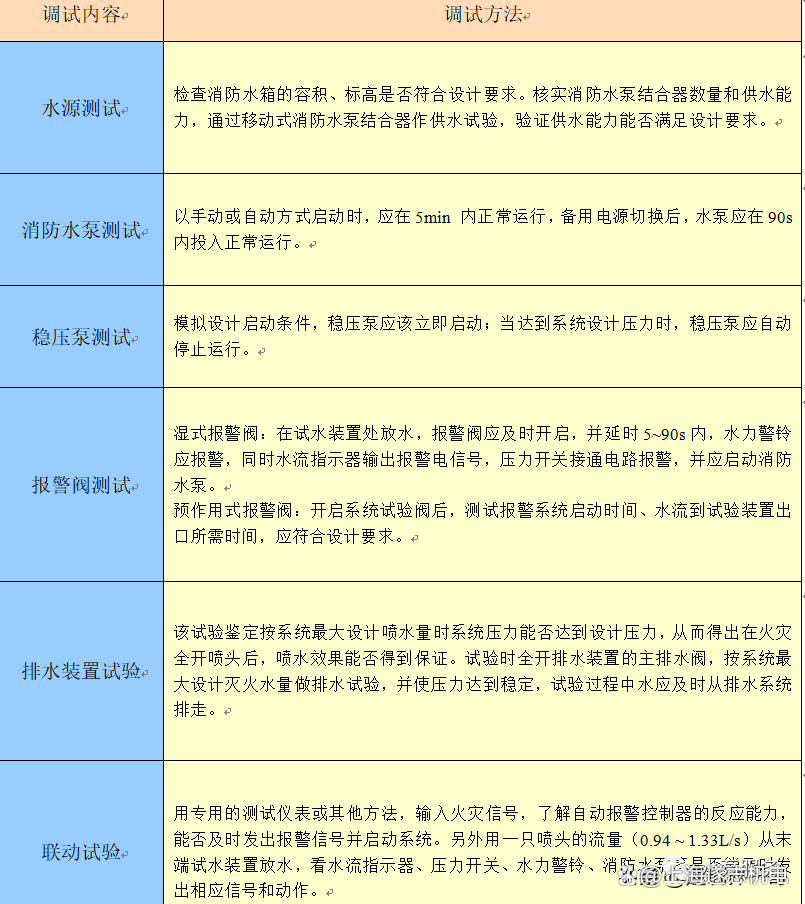 调试内容
调试方法
水源测试
检查消防水箱的容积、标高是否符合设计要求。核实消防水泵结合器数量和供水能
力，通过移动式消防水泵结合器作供水试验，验证供水能力能否满足设计要求。
消防水泵测试
以手动或自动方式启动时，应在5min 内正常运行，备用电源切换后，水泵应在90s
内投入正常运行。
稳压泵测试
模拟设计启动条件，稳压泵应该立即启动；当达到系统设计压力时，稳压泵应自动
停止运行。
报警阀测试
湿式报警阀：在试水装置处放水，报警阀应及时开启，并延时5~90s内，水力警铃
应报警，同时水流指示器输出报警电信号，压力开关接通电路报警，并应启动消防
水泵。
预作用式报警阀：开启系统试验阀后，测试报警系统启动时间、水流到试验装置出
口所需时间，应符合设计要求。
排水装置试验
该试验鉴定按系统最大设计喷水量时系统压力能否达到设计压力，从而得出在火灾
全开喷头后，喷水效果能否得到保证。试验时全开排水装置的主排水阀，按系统最
大设计灭火水量做排水试验，并使压力达到稳定，试验过程中水应及时从排水系统
排走。
联动试验
用专用的测试仪表或其他方法，输入火灾信号，了解自动报警控制器的反应能力，
能否及时发出报警信号并启动系统。另外用一只喷头的流量（0.94～1.33L/s）从末
端试水装置放水，看水流指示器、压力开关、水力警铃、消防水泵是否
出相应信号和动作。